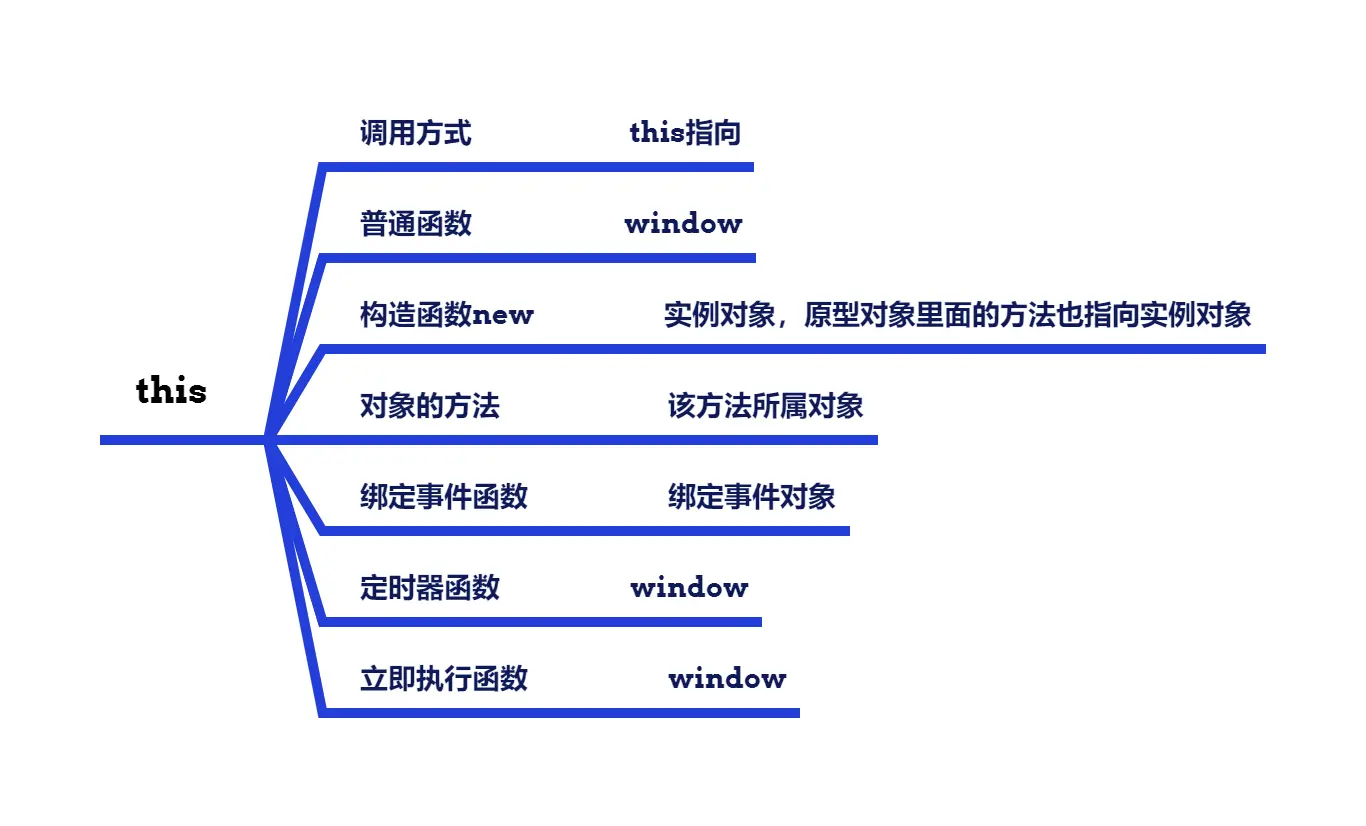 调用方式 this指向
普通函数 window
构造函数new 实例对象，原型对象里面的方法也指向实例对象
this
对象的方法 该方法所属对象
绑定事件函数 绑定事件对象
定时器函数 window
立即执行函数 window